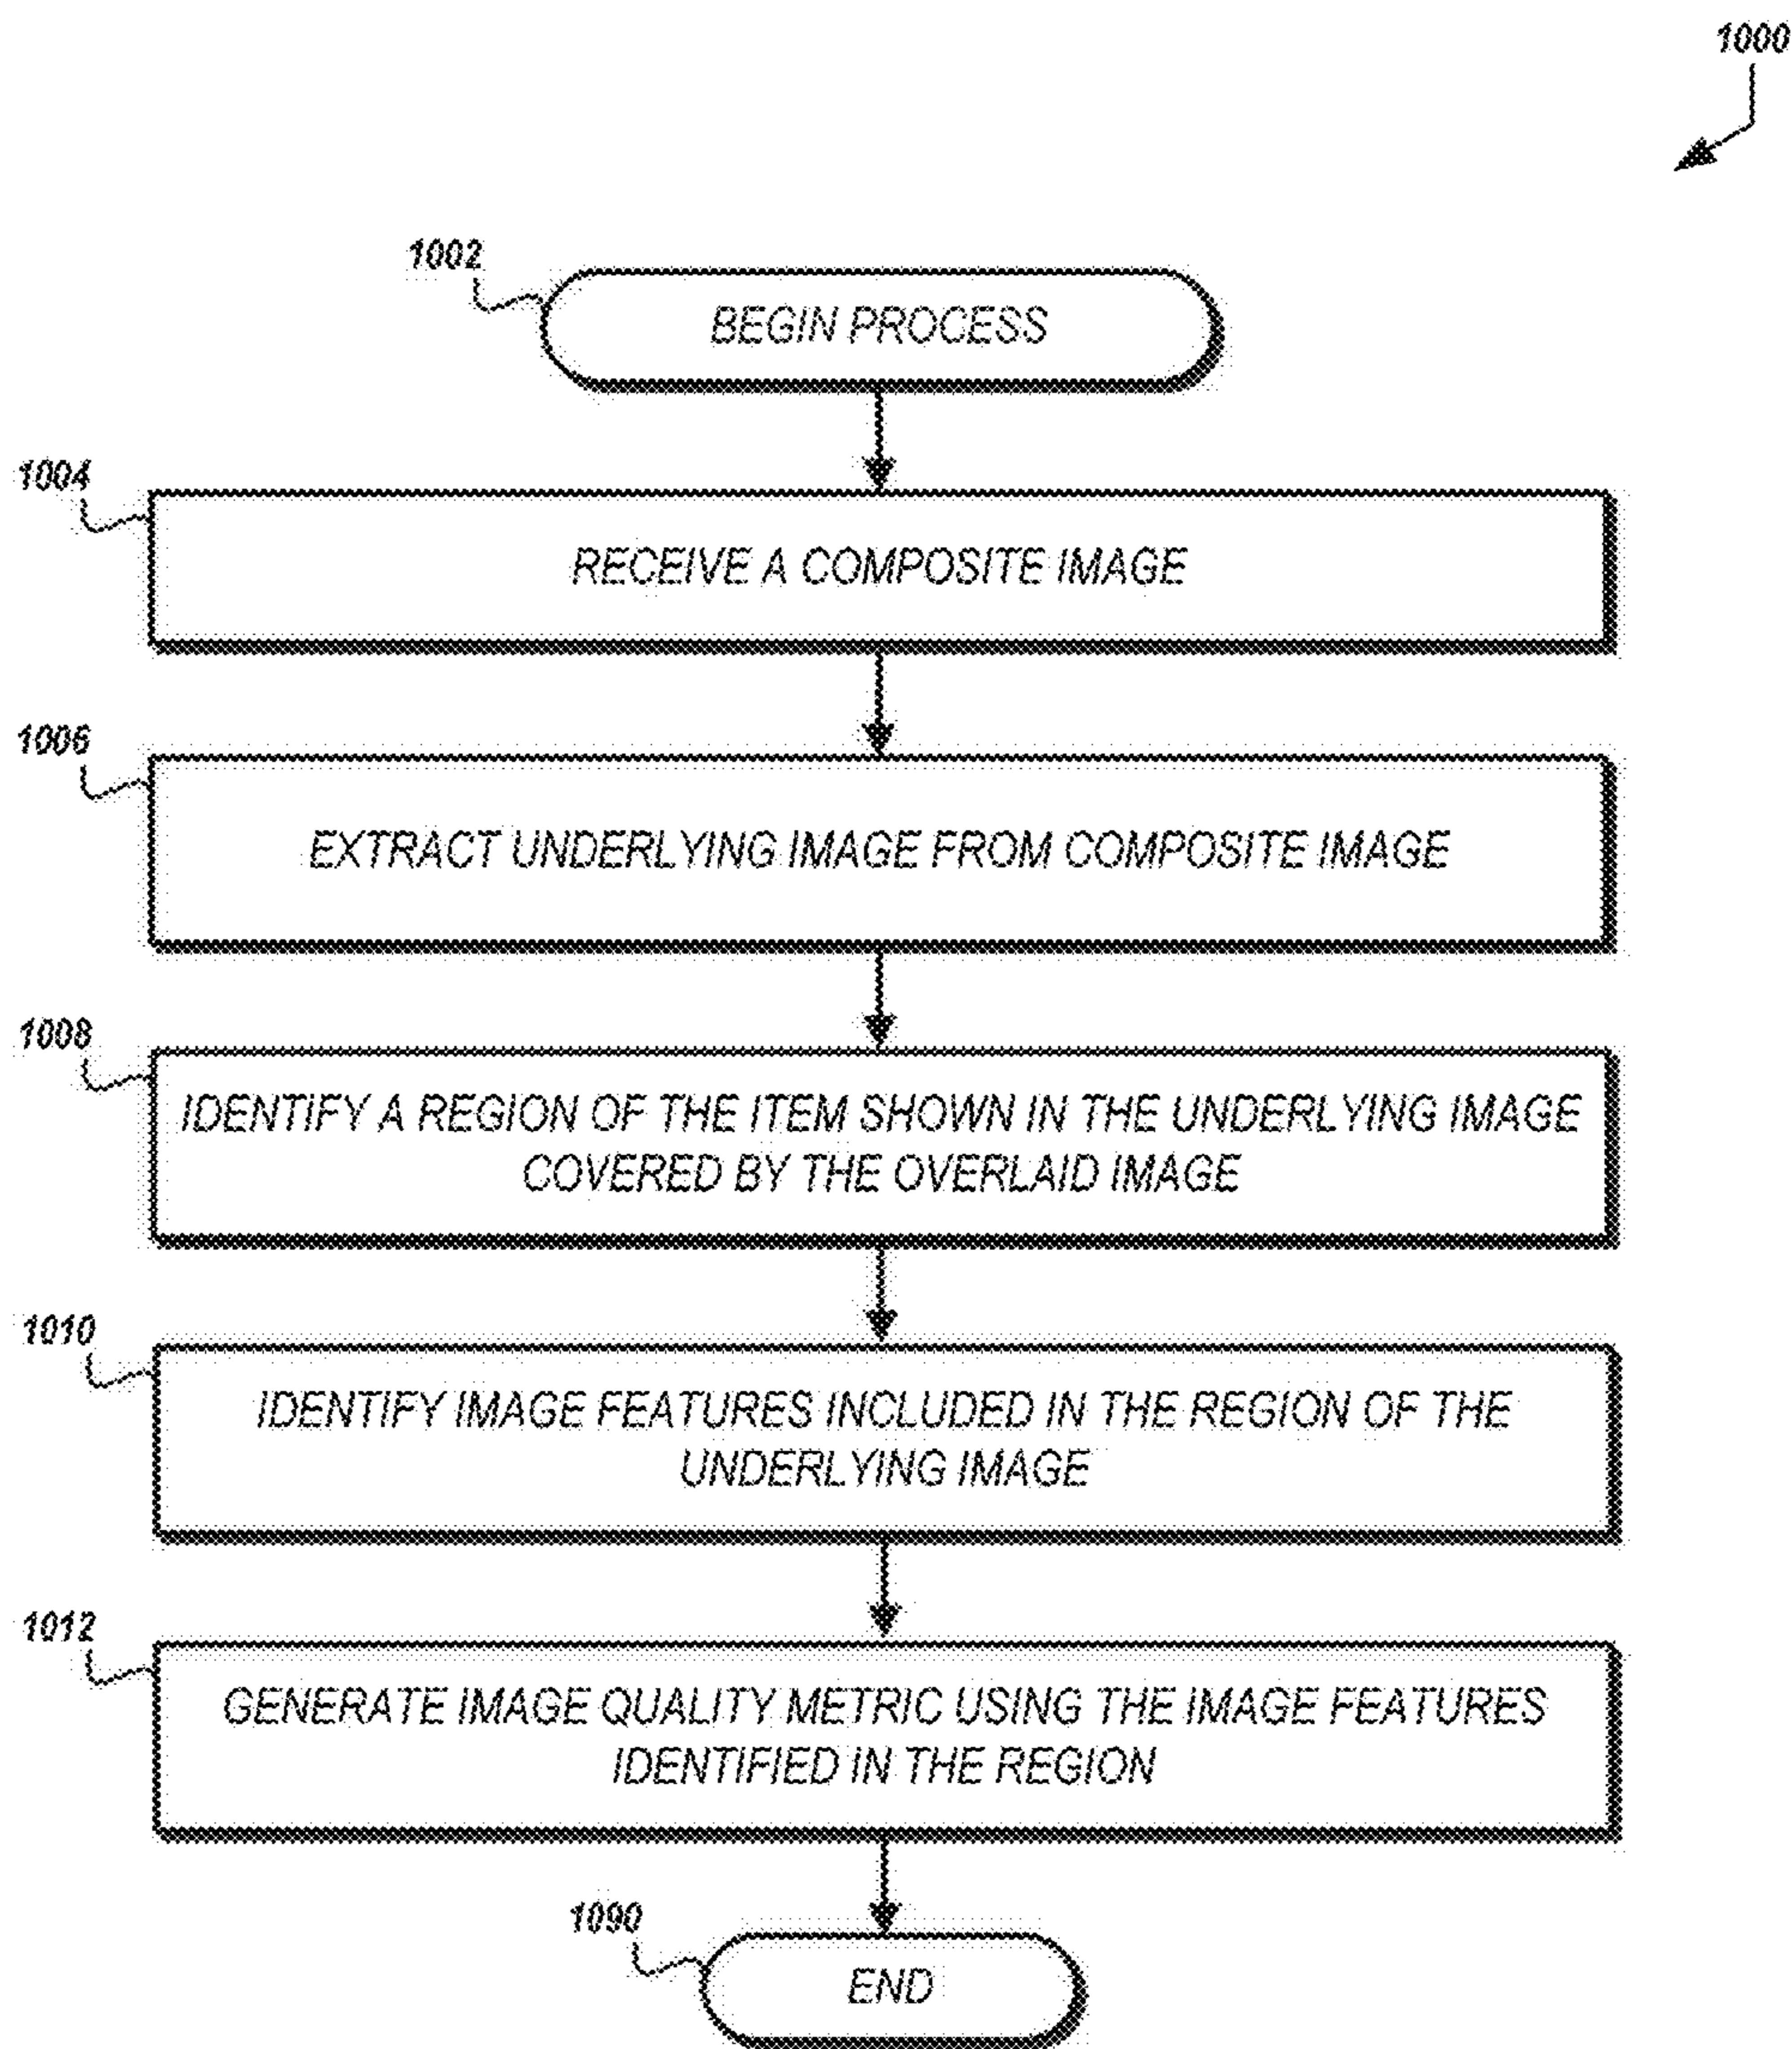 1000
1002
BEGIN PROCESS
1004
RECEIVE A COMPOSITE IMAGE
1006
EXTRACT UNDERLYING IMAGE FROM COMPOSITE IMAGE
1008
IDENTIFY A REGION OF THE ITEM SHOWN IN THE UNDERLYING IMAGE
COVERED BY THE OVERLAID IMAGE
1010
IDENTIFY IMAGE FEATURES INCLUDED IN THE REGION OF THE
UNDERLYING IMAGE
1012
GENERATE IMAGE QUALITY METRIC USING THE IMAGE FEATURES
IDENTIFIED IN THE REGION
1090
END